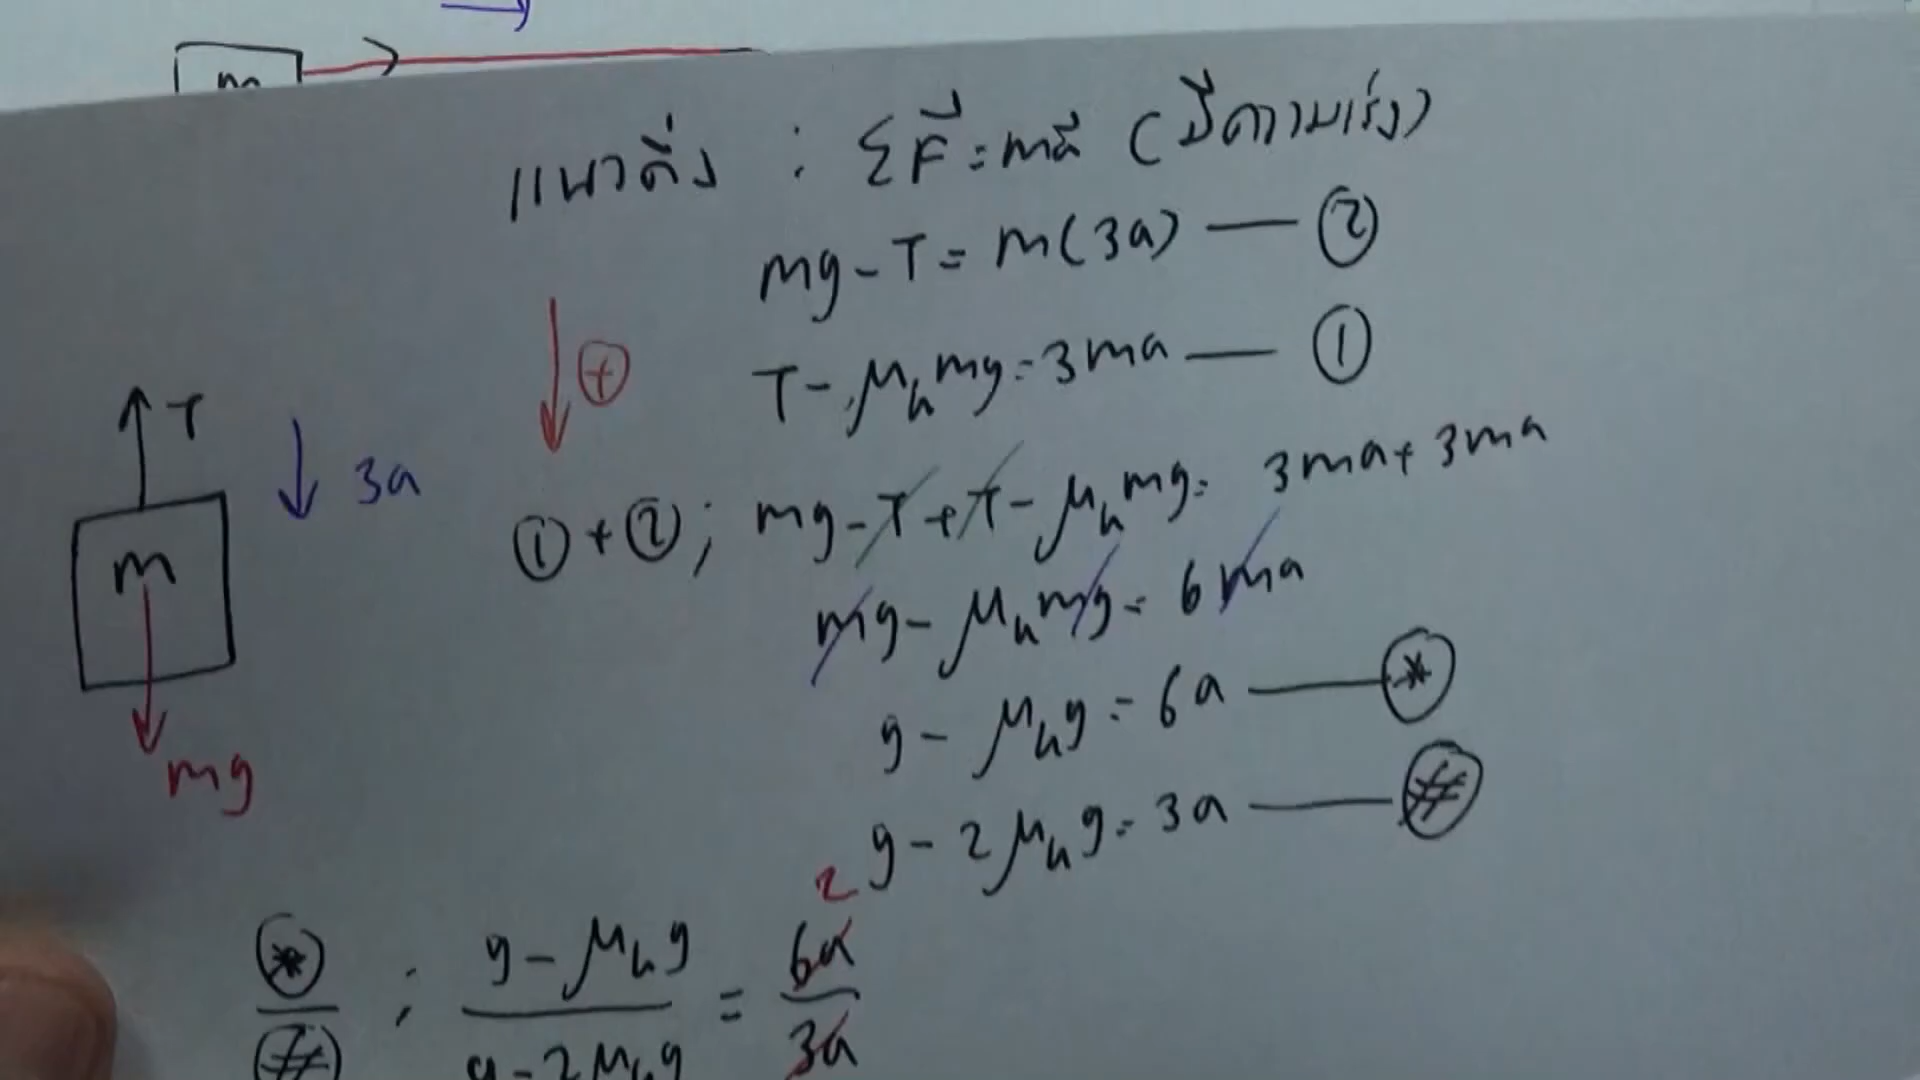 m
แนวดิ่ง : ΣF⃗ = ma⃗ (มีความเร่ง)
mg - T = m(3a) — ②
T - μₖmg = 3ma — ①
⊕
T
3a
m
mg
① + ② ; mg - T + T - μₖmg = 3ma + 3ma
mg - μₖmg = 6ma
g - μₖg = 6a — (*)
g - 2μₖg = 3a — (#)
(*)/(#) ; (g - μₖg)/(g - 2μₖg) = 6a/3a
2